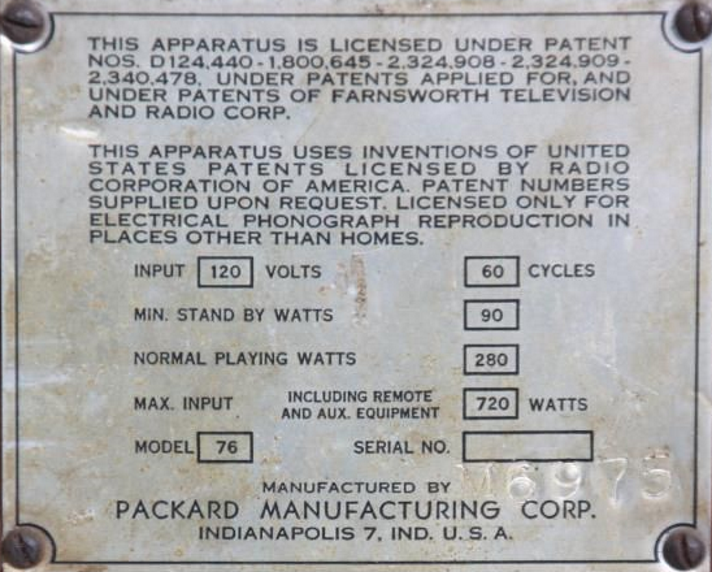 THIS APPARATUS IS LICENSED UNDER PATENT
NOS. D124,440 - 1,800,645 - 2,324,908 - 2,324,909 -
2,340,478, UNDER PATENTS APPLIED FOR, AND
UNDER PATENTS OF FARNSWORTH TELEVISION
AND RADIO CORP.
THIS APPARATUS USES INVENTIONS OF UNITED
STATES PATENTS LICENSED BY RADIO
CORPORATION OF AMERICA. PATENT NUMBERS
SUPPLIED UPON REQUEST. LICENSED ONLY FOR
ELECTRICAL PHONOGRAPH REPRODUCTION IN
PLACES OTHER THAN HOMES.
INPUT 120 VOLTS 60 CYCLES
MIN. STAND BY WATTS 90
NORMAL PLAYING WATTS 280
MAX. INPUT INCLUDING REMOTE AND AUX. EQUIPMENT 720 WATTS
MODEL 76 SERIAL NO.
M6975
MANUFACTURED BY
PACKARD MANUFACTURING CORP.
INDIANAPOLIS 7, IND. U.S.A.